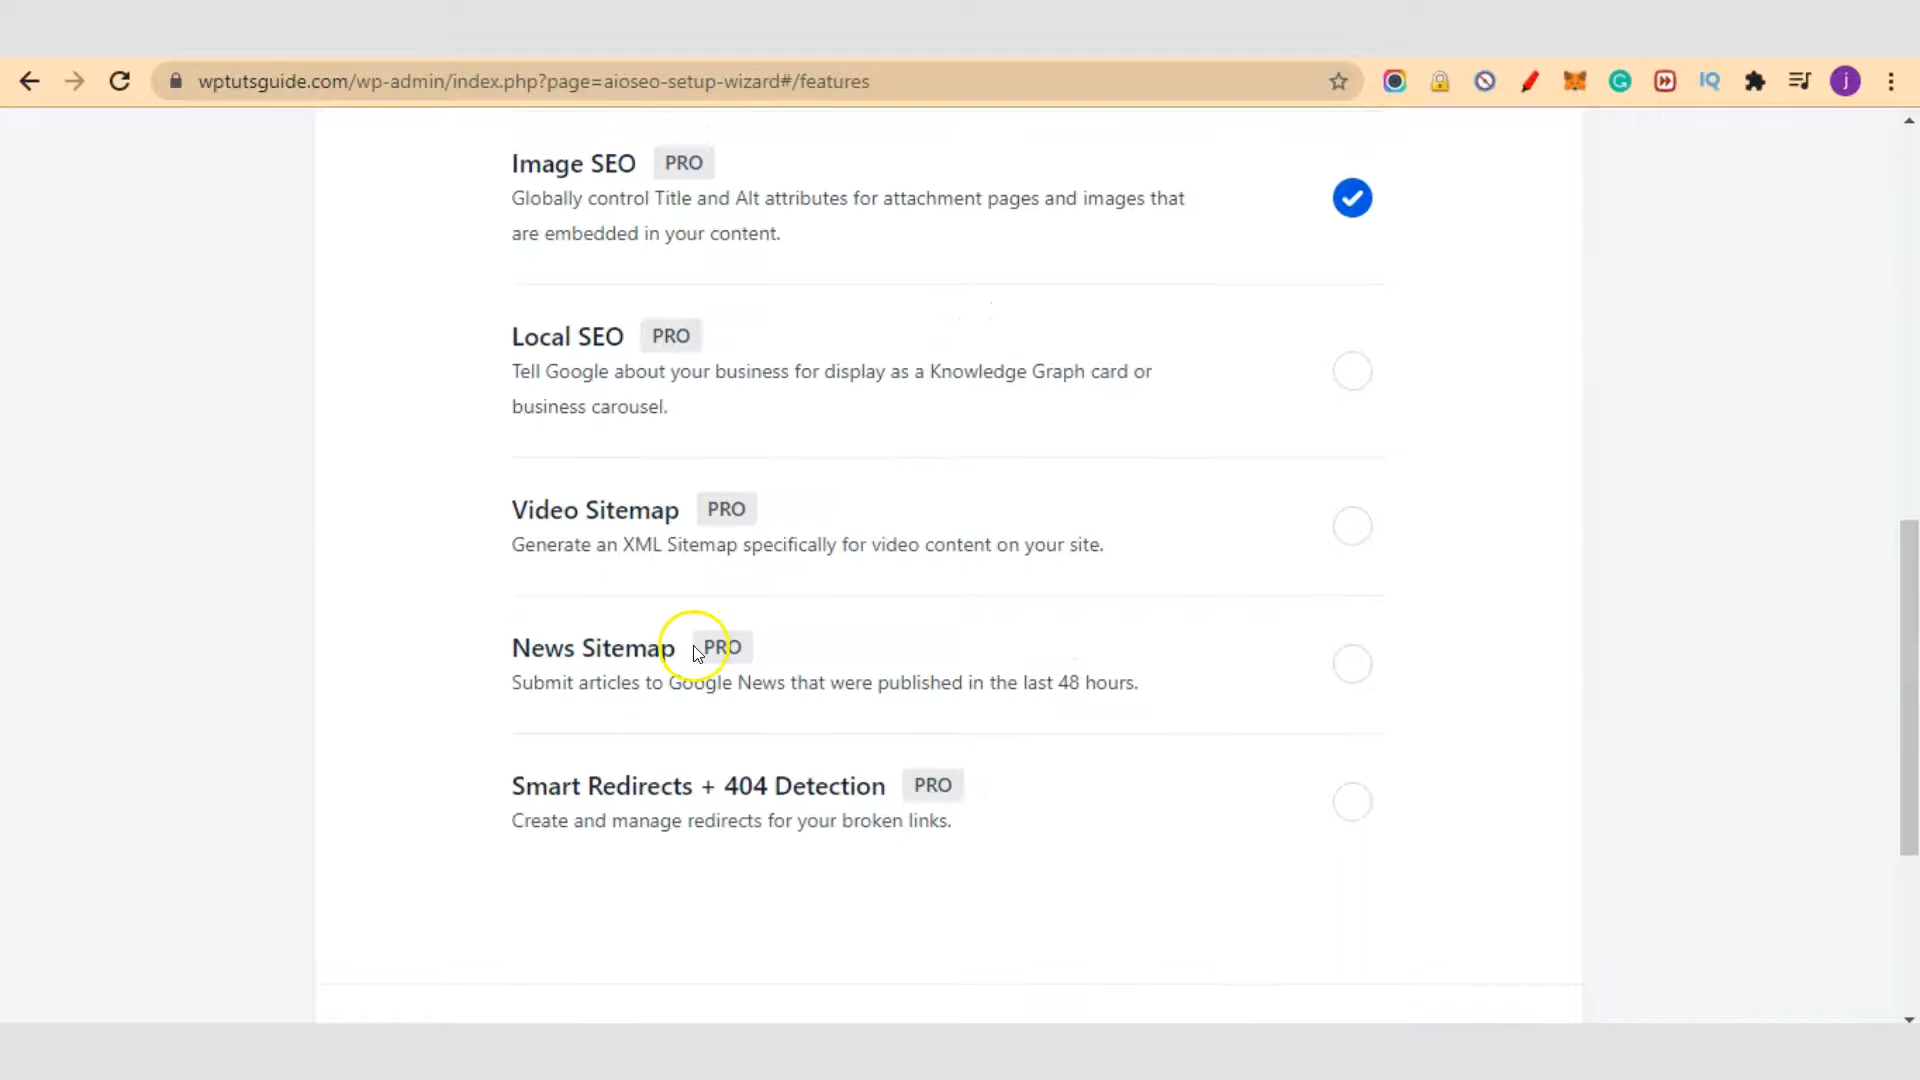 wptutsguide.com/wp-admin/index.php?page=aioseo-setup-wizard#/features
IQ
j
Image SEO PRO
Globally control Title and Alt attributes for attachment pages and images that
are embedded in your content.
Local SEO PRO
Tell Google about your business for display as a Knowledge Graph card or
business carousel.
Video Sitemap PRO
Generate an XML Sitemap specifically for video content on your site.
News Sitemap PRO
Submit articles to Google News that were published in the last 48 hours.
Smart Redirects + 404 Detection PRO
Create and manage redirects for your broken links.